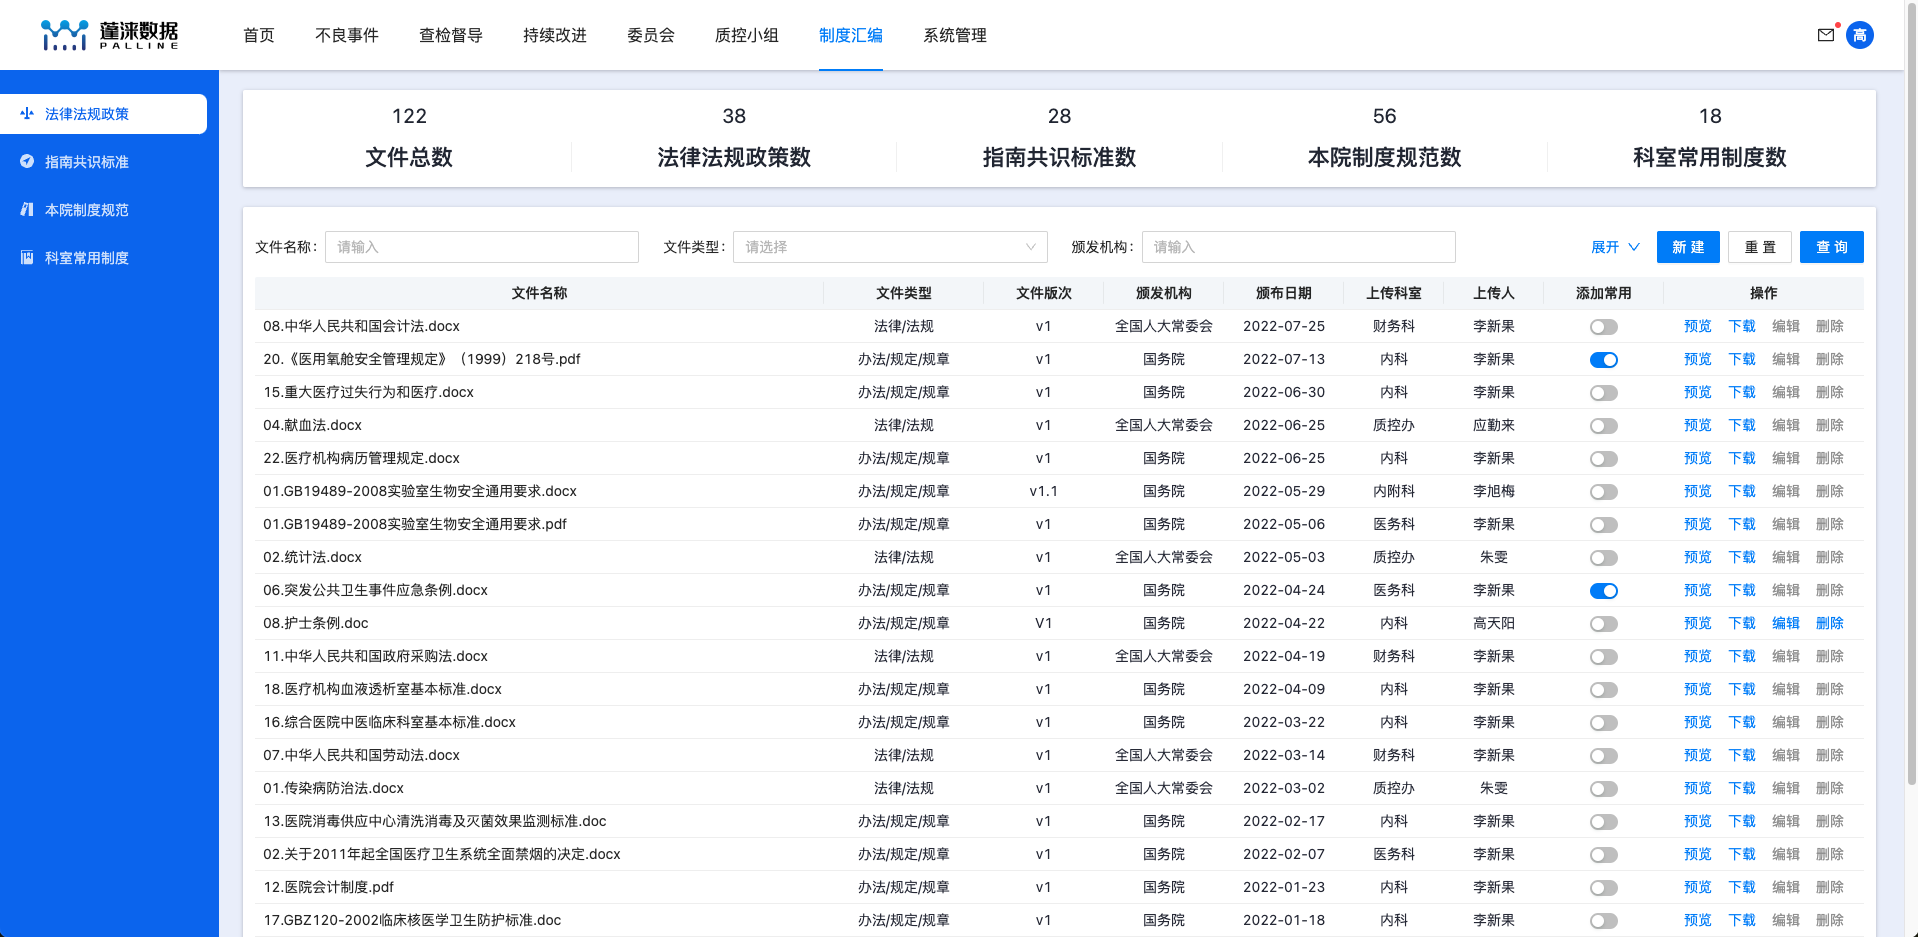 蓬涞数据
PALLINE
首页 不良事件 查检督导 持续改进 委员会 质控小组 制度汇编 系统管理
高
法律法规政策
指南共识标准
本院制度规范
科室常用制度
122 38 28 56 18
文件总数 法律法规政策数 指南共识标准数 本院制度规范数 科室常用制度数
文件名称: 请输入 文件类型: 请选择 颁发机构: 请输入 展开 新 建 重 置 查 询
文件名称 文件类型 文件版次 颁发机构 颁布日期 上传科室 上传人 添加常用 操作
08.中华人民共和国会计法.docx 法律/法规 v1 全国人大常委会 2022-07-25 财务科 李新果 预览 下载 编辑 删除
20.《医用氧舱安全管理规定》（1999）218号.pdf 办法/规定/规章 v1 国务院 2022-07-13 内科 李新果 预览 下载 编辑 删除
15.重大医疗过失行为和医疗.docx 办法/规定/规章 v1 国务院 2022-06-30 内科 李新果 预览 下载 编辑 删除
04.献血法.docx 法律/法规 v1 全国人大常委会 2022-06-25 质控办 应勤来 预览 下载 编辑 删除
22.医疗机构病历管理规定.docx 办法/规定/规章 v1 国务院 2022-06-25 内科 李新果 预览 下载 编辑 删除
01.GB19489-2008实验室生物安全通用要求.docx 办法/规定/规章 v1.1 国务院 2022-05-29 内附科 李旭梅 预览 下载 编辑 删除
01.GB19489-2008实验室生物安全通用要求.pdf 办法/规定/规章 v1 国务院 2022-05-06 医务科 李新果 预览 下载 编辑 删除
02.统计法.docx 法律/法规 v1 全国人大常委会 2022-05-03 质控办 朱雯 预览 下载 编辑 删除
06.突发公共卫生事件应急条例.docx 办法/规定/规章 v1 国务院 2022-04-24 医务科 李新果 预览 下载 编辑 删除
08.护士条例.doc 办法/规定/规章 V1 国务院 2022-04-22 内科 高天阳 预览 下载 编辑 删除
11.中华人民共和国政府采购法.docx 法律/法规 v1 全国人大常委会 2022-04-19 财务科 李新果 预览 下载 编辑 删除
18.医疗机构血液透析室基本标准.docx 办法/规定/规章 v1 国务院 2022-04-09 内科 李新果 预览 下载 编辑 删除
16.综合医院中医临床科室基本标准.docx 办法/规定/规章 v1 国务院 2022-03-22 内科 李新果 预览 下载 编辑 删除
07.中华人民共和国劳动法.docx 法律/法规 v1 全国人大常委会 2022-03-14 财务科 李新果 预览 下载 编辑 删除
01.传染病防治法.docx 法律/法规 v1 全国人大常委会 2022-03-02 质控办 朱雯 预览 下载 编辑 删除
13.医院消毒供应中心清洗消毒及灭菌效果监测标准.doc 办法/规定/规章 v1 国务院 2022-02-17 内科 李新果 预览 下载 编辑 删除
02.关于2011年起全国医疗卫生系统全面禁烟的决定.docx 办法/规定/规章 v1 国务院 2022-02-07 医务科 李新果 预览 下载 编辑 删除
12.医院会计制度.pdf 办法/规定/规章 v1 国务院 2022-01-23 内科 李新果 预览 下载 编辑 删除
17.GBZ120-2002临床核医学卫生防护标准.doc 办法/规定/规章 v1 国务院 2022-01-18 内科 李新果 预览 下载 编辑 删除